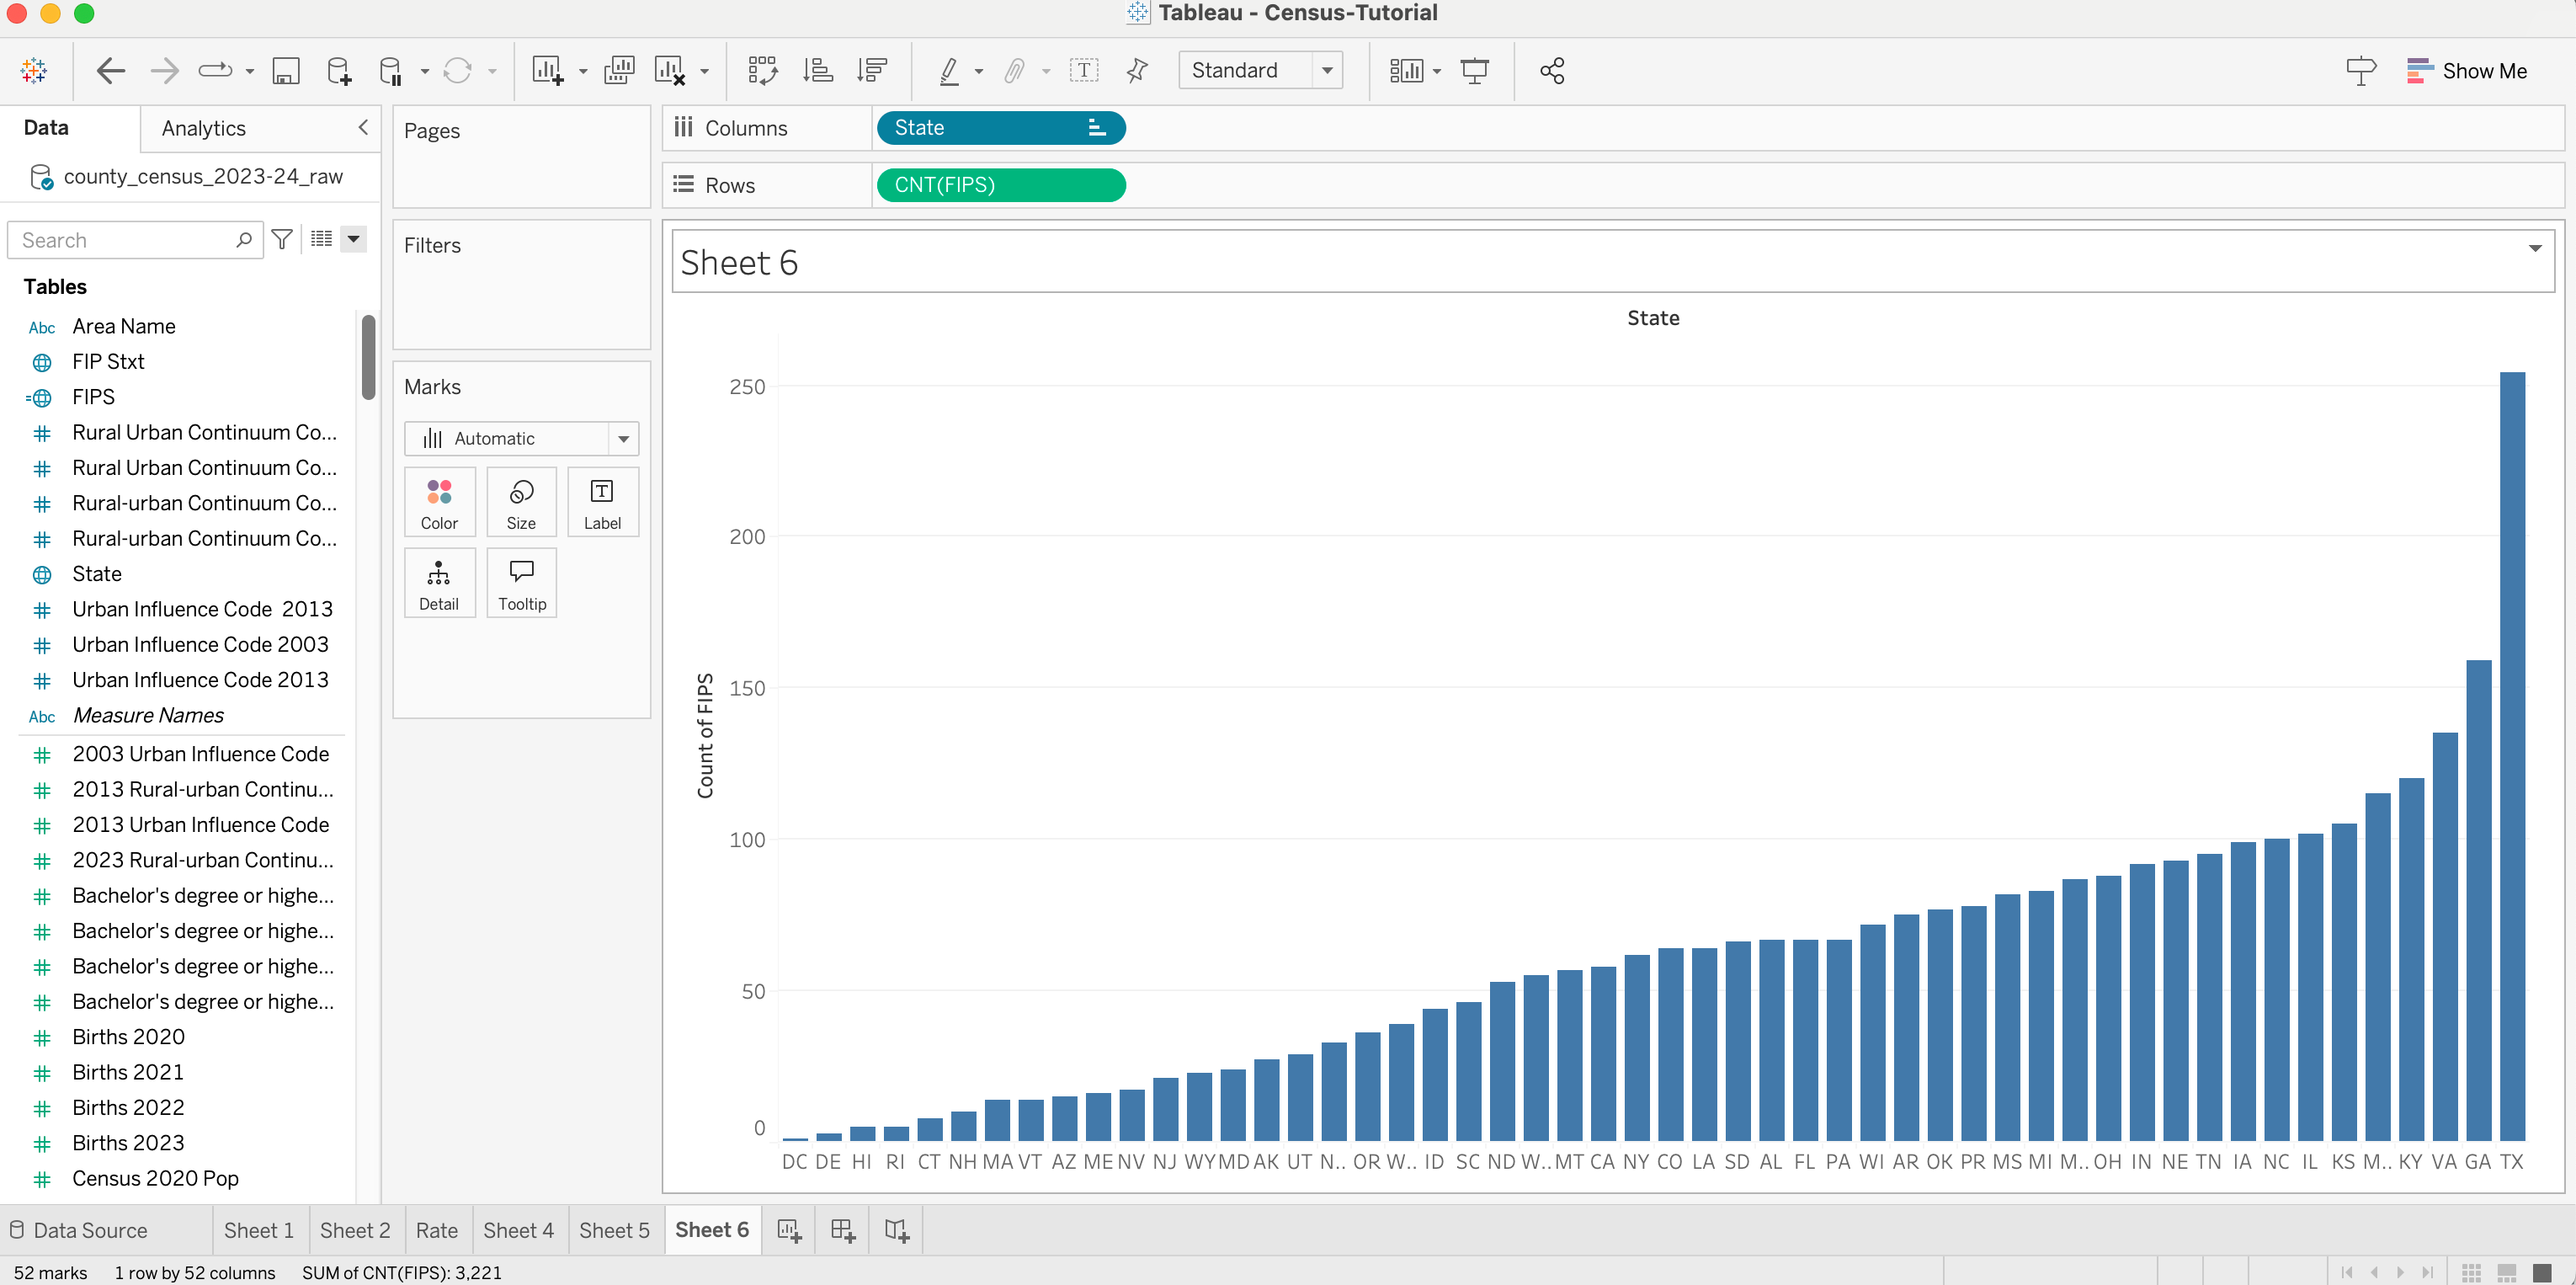 Tableau - Census-Tutorial
Standard
Show Me
Data
Analytics
county_census_2023-24_raw
Search
Tables
Abc Area Name
FIP Stxt
FIPS
Rural Urban Continuum Co...
Rural Urban Continuum Co...
Rural-urban Continuum Co...
Rural-urban Continuum Co...
State
Urban Influence Code  2013
Urban Influence Code 2003
Urban Influence Code 2013
Abc Measure Names
2003 Urban Influence Code
2013 Rural-urban Continu...
2013 Urban Influence Code
2023 Rural-urban Continu...
Bachelor's degree or highe...
Bachelor's degree or highe...
Bachelor's degree or highe...
Bachelor's degree or highe...
Births 2020
Births 2021
Births 2022
Births 2023
Census 2020 Pop
Pages
Filters
Marks
Automatic
Color Size Label
Detail Tooltip
Columns State
Rows CNT(FIPS)
Sheet 6
State
Count of FIPS
250
200
150
100
50
0
DC DE HI RI CT NH MA VT AZ ME NV NJ WY MD AK UT N.. OR W.. ID SC ND W.. MT CA NY CO LA SD AL FL PA WI AR OK PR MS MI M.. OH IN NE TN IA NC IL KS M.. KY VA GA TX
Data Source Sheet 1 Sheet 2 Rate Sheet 4 Sheet 5 Sheet 6
52 marks 1 row by 52 columns SUM of CNT(FIPS): 3,221